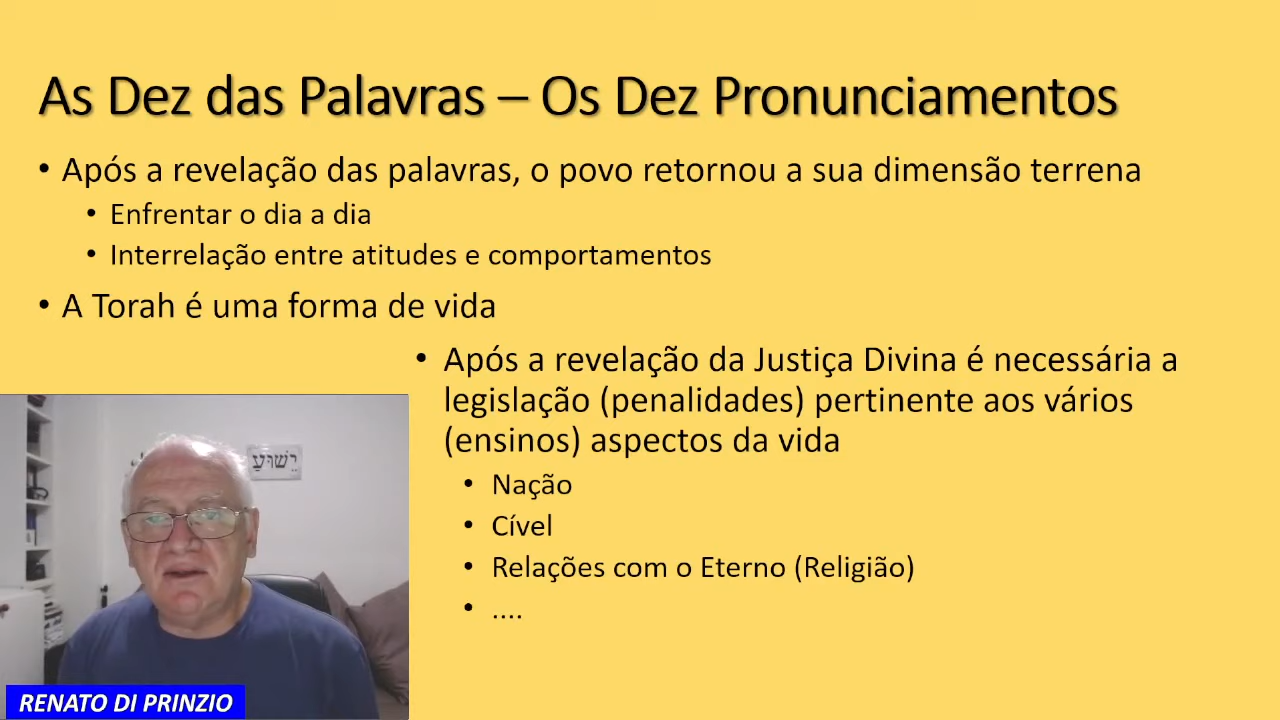 As Dez das Palavras – Os Dez Pronunciamentos
• Após a revelação das palavras, o povo retornou a sua dimensão terrena
• Enfrentar o dia a dia
• Interrelação entre atitudes e comportamentos
• A Torah é uma forma de vida
• Após a revelação da Justiça Divina é necessária a
legislação (penalidades) pertinente aos vários
(ensinos) aspectos da vida
• Nação
• Cível
• Relações com o Eterno (Religião)
• ....
יֵשׁוּעַ
RENATO DI PRINZIO